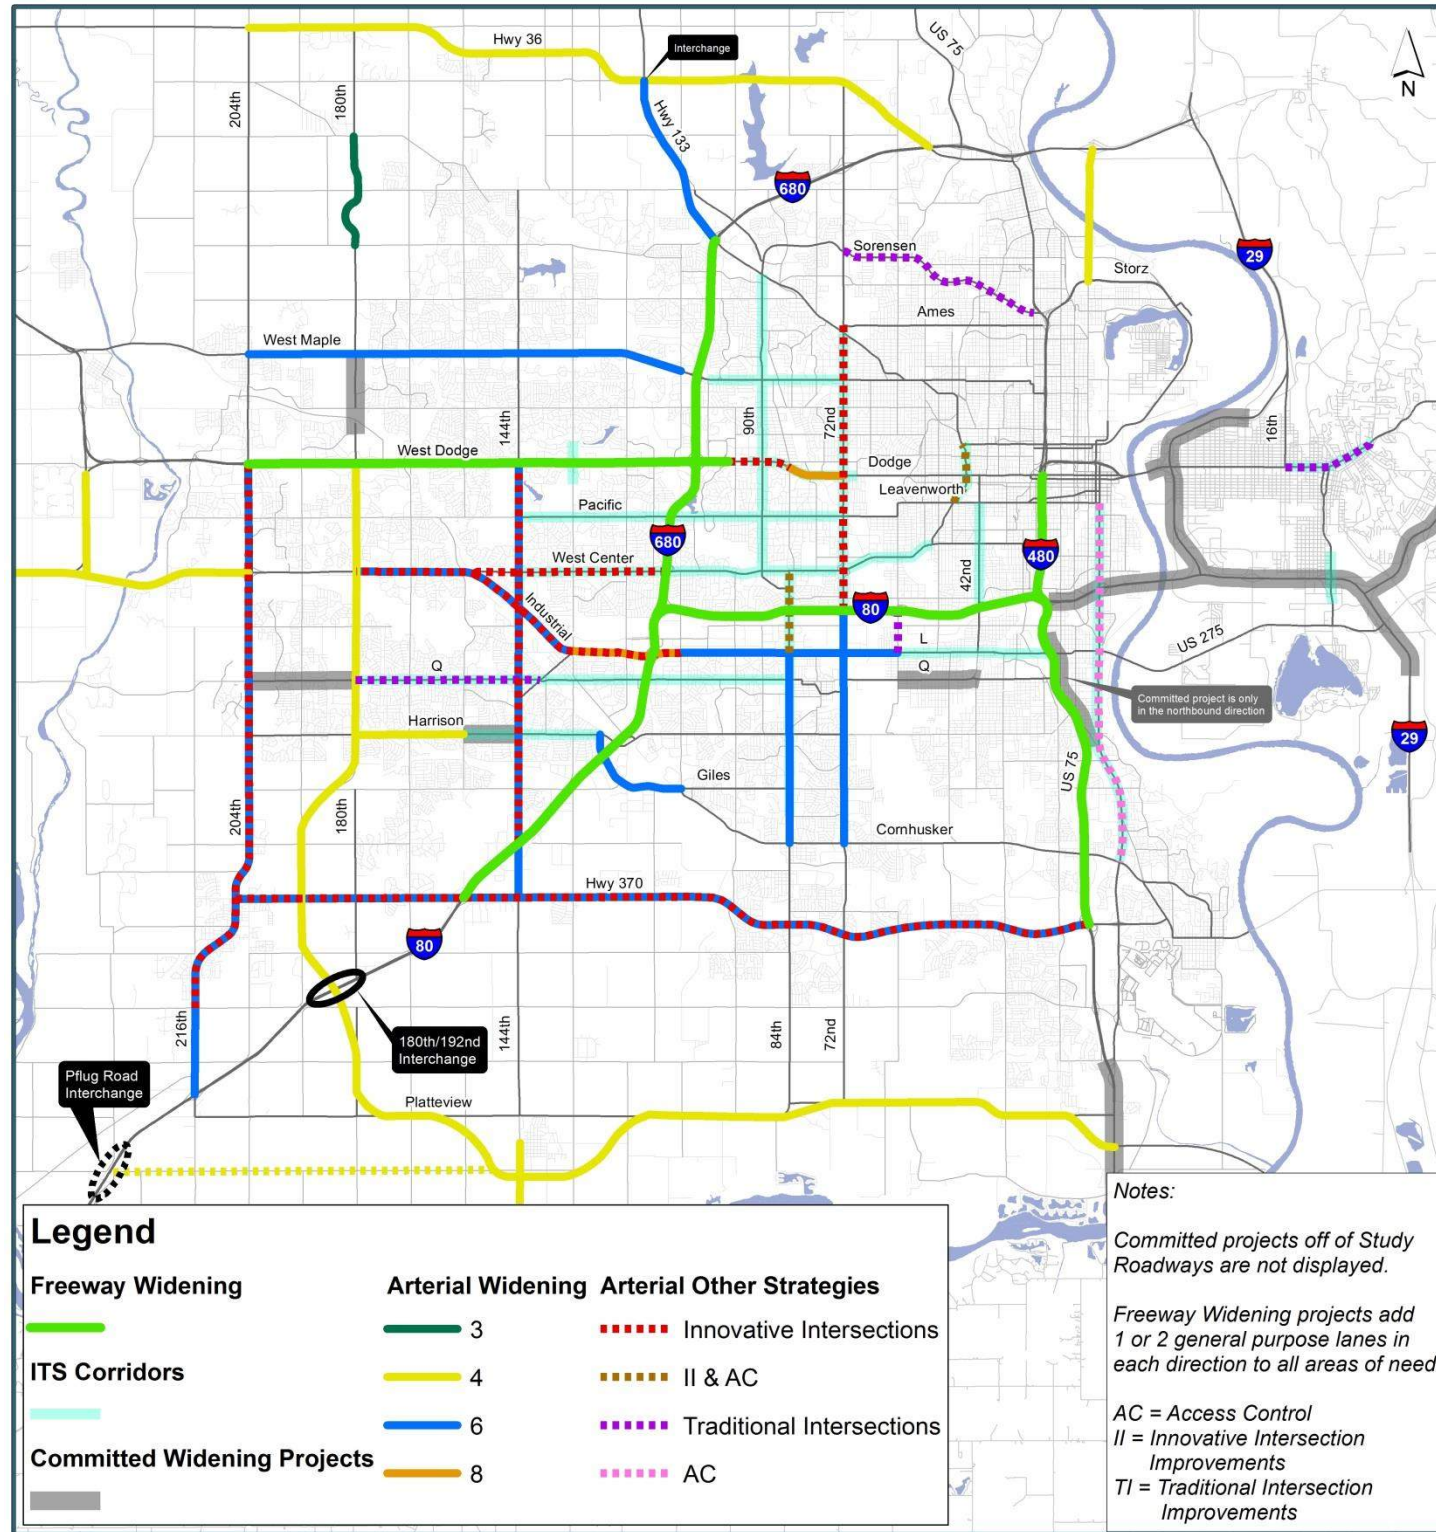 Hwy 36
Interchange
US 75
N
204th
180th
Hwy 133
680
Sorensen
29
Storz
Ames
West Maple
144th
90th
72nd
16th
West Dodge
Dodge
Leavenworth
Pacific
680
480
West Center
42nd
80
Industrial
L
US 275
Q
Q
Committed project is only
in the northbound direction
Harrison
29
US 75
Giles
204th
180th
Cornhusker
Hwy 370
80
216th
144th
84th
72nd
180th/192nd
Interchange
Pflug Road
Interchange
Platteview
Legend
Freeway Widening
ITS Corridors
Committed Widening Projects
Arterial Widening
3
4
6
8
Arterial Other Strategies
Innovative Intersections
II & AC
Traditional Intersections
AC
Notes:
Committed projects off of Study
Roadways are not displayed.
Freeway Widening projects add
1 or 2 general purpose lanes in
each direction to all areas of need
AC = Access Control
II = Innovative Intersection
Improvements
TI = Traditional Intersection
Improvements